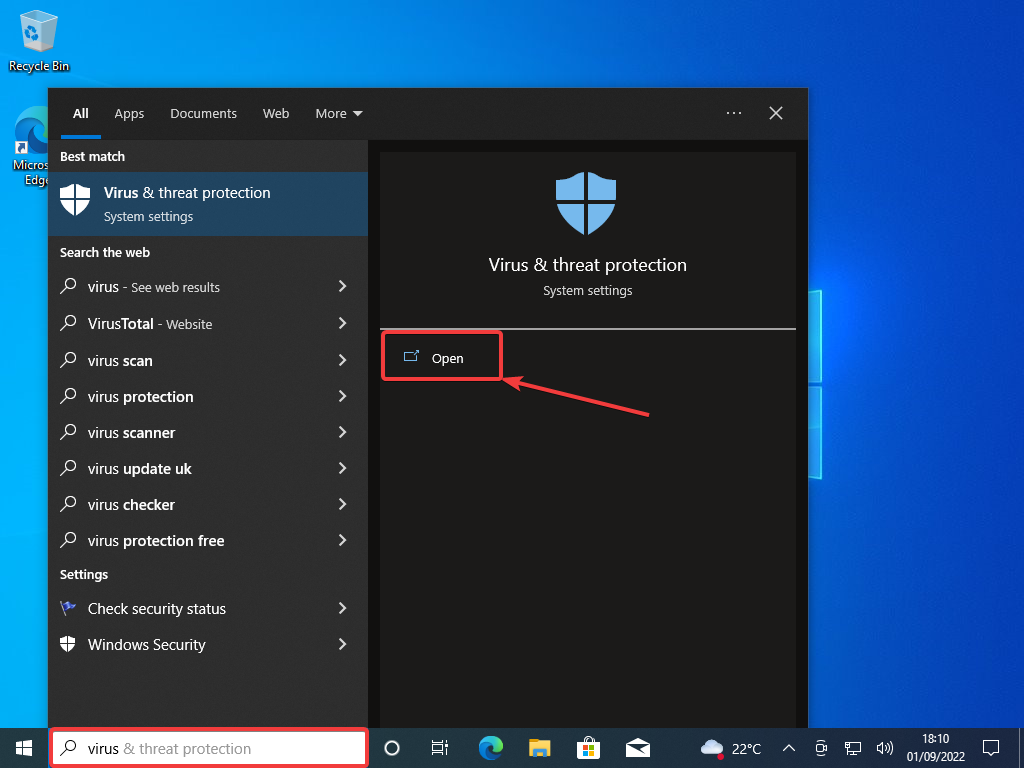 Recycle Bin
Micros
Edge
All Apps Documents Web More
Best match
Virus & threat protection
System settings
Search the web
virus - See web results
VirusTotal - Website
virus scan
virus protection
virus scanner
virus update uk
virus checker
virus protection free
Settings
Check security status
Windows Security
Virus & threat protection
System settings
Open
virus & threat protection
22°C
18:10
01/09/2022